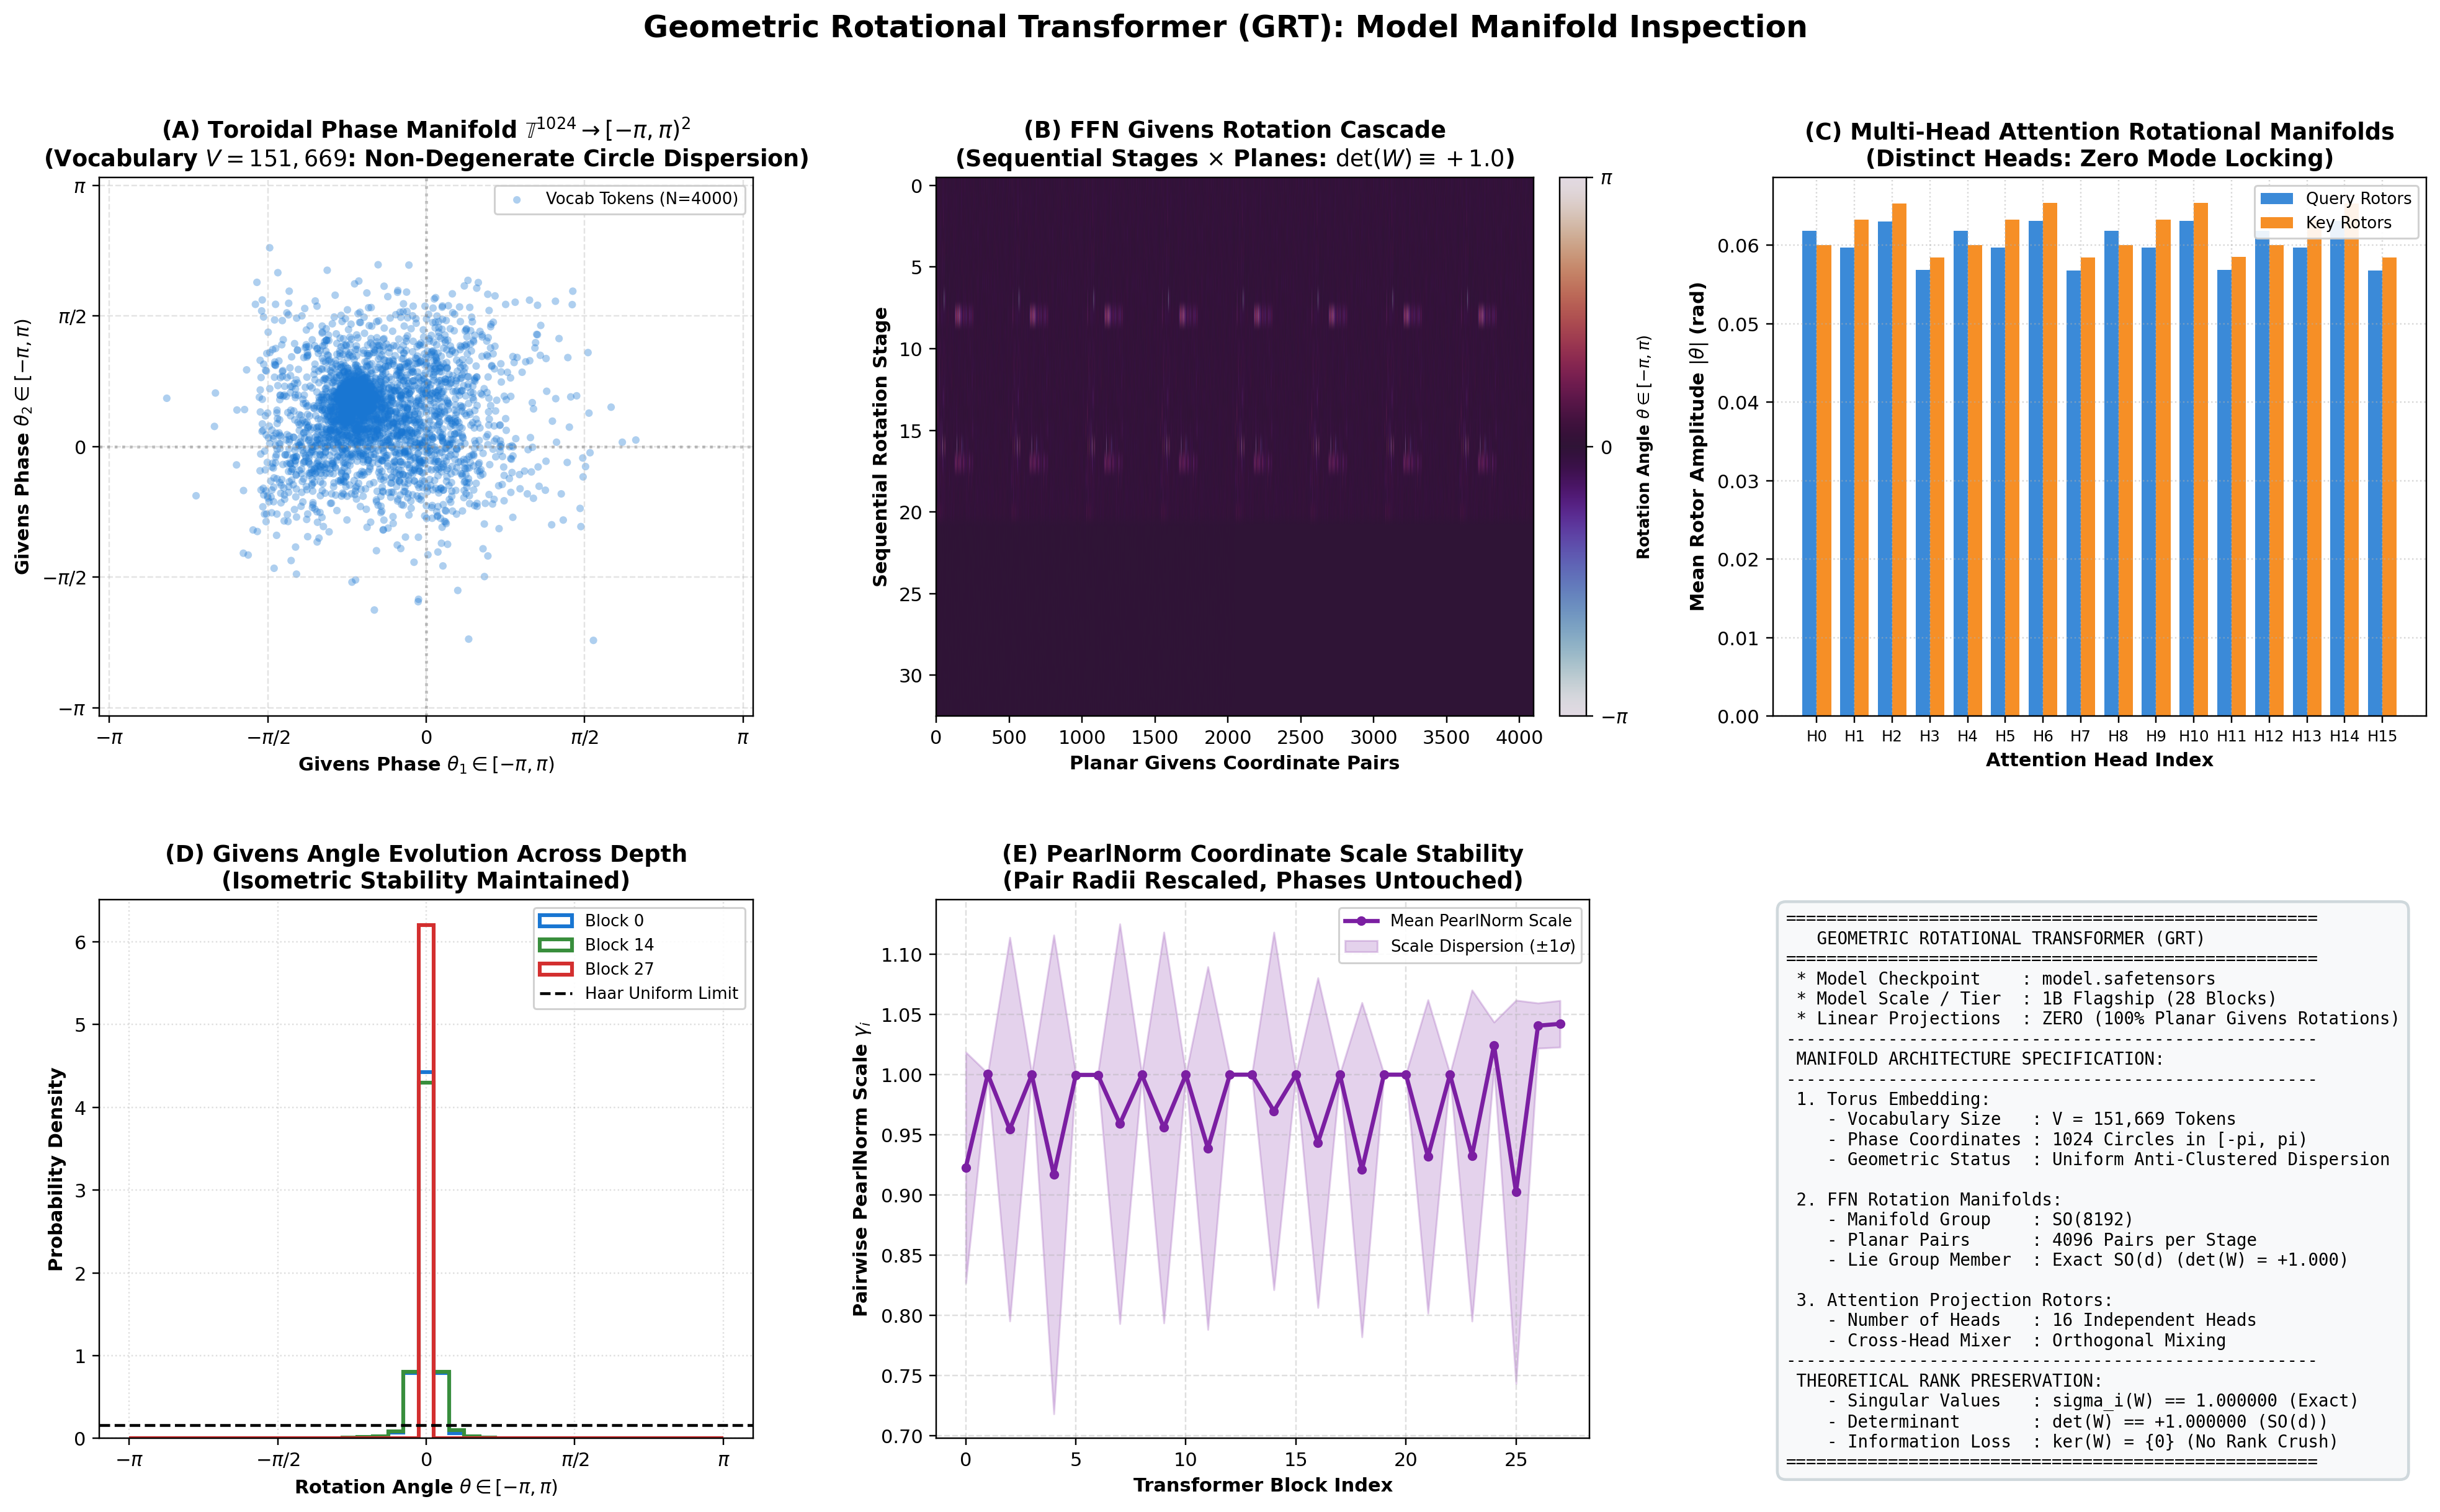 Geometric Rotational Transformer (GRT): Model Manifold Inspection
(A) Toroidal Phase Manifold 𝕋¹⁰²⁴ → [−π, π)²
(Vocabulary V = 151, 669: Non-Degenerate Circle Dispersion)
Vocab Tokens (N=4000)
Givens Phase θ₂ ∈ [−π, π)
π
π/2
0
−π/2
−π
−π
−π/2
0
π/2
π
Givens Phase θ₁ ∈ [−π, π)
(B) FFN Givens Rotation Cascade
(Sequential Stages × Planes: det(W) ≡ +1.0)
Sequential Rotation Stage
0
5
10
15
20
25
30
0
500
1000
1500
2000
2500
3000
3500
4000
Planar Givens Coordinate Pairs
π
0
−π
Rotation Angle θ ∈ [−π, π)
(C) Multi-Head Attention Rotational Manifolds
(Distinct Heads: Zero Mode Locking)
Query Rotors
Key Rotors
Mean Rotor Amplitude |θ| (rad)
0.06
0.05
0.04
0.03
0.02
0.01
0.00
H0
H1
H2
H3
H4
H5
H6
H7
H8
H9
H10
H11
H12
H13
H14
H15
Attention Head Index
(D) Givens Angle Evolution Across Depth
(Isometric Stability Maintained)
Block 0
Block 14
Block 27
Haar Uniform Limit
Probability Density
6
5
4
3
2
1
0
−π
−π/2
0
π/2
π
Rotation Angle θ ∈ [−π, π)
(E) PearlNorm Coordinate Scale Stability
(Pair Radii Rescaled, Phases Untouched)
Mean PearlNorm Scale
Scale Dispersion (±1σ)
Pairwise PearlNorm Scale γᵢ
1.10
1.05
1.00
0.95
0.90
0.85
0.80
0.75
0.70
0
5
10
15
20
25
Transformer Block Index
===================================================
GEOMETRIC ROTATIONAL TRANSFORMER (GRT)
===================================================
* Model Checkpoint    : model.safetensors
* Model Scale / Tier  : 1B Flagship (28 Blocks)
* Linear Projections  : ZERO (100% Planar Givens Rotations)
---------------------------------------------------
MANIFOLD ARCHITECTURE SPECIFICATION:
---------------------------------------------------
1. Torus Embedding:
- Vocabulary Size   : V = 151,669 Tokens
- Phase Coordinates : 1024 Circles in [-pi, pi)
- Geometric Status  : Uniform Anti-Clustered Dispersion
2. FFN Rotation Manifolds:
- Manifold Group    : SO(8192)
- Planar Pairs      : 4096 Pairs per Stage
- Lie Group Member  : Exact SO(d) (det(W) = +1.000)
3. Attention Projection Rotors:
- Number of Heads   : 16 Independent Heads
- Cross-Head Mixer  : Orthogonal Mixing
---------------------------------------------------
THEORETICAL RANK PRESERVATION:
- Singular Values   : sigma_i(W) == 1.000000 (Exact)
- Determinant       : det(W) == +1.000000 (SO(d))
- Information Loss  : ker(W) = {0} (No Rank Crush)
===================================================